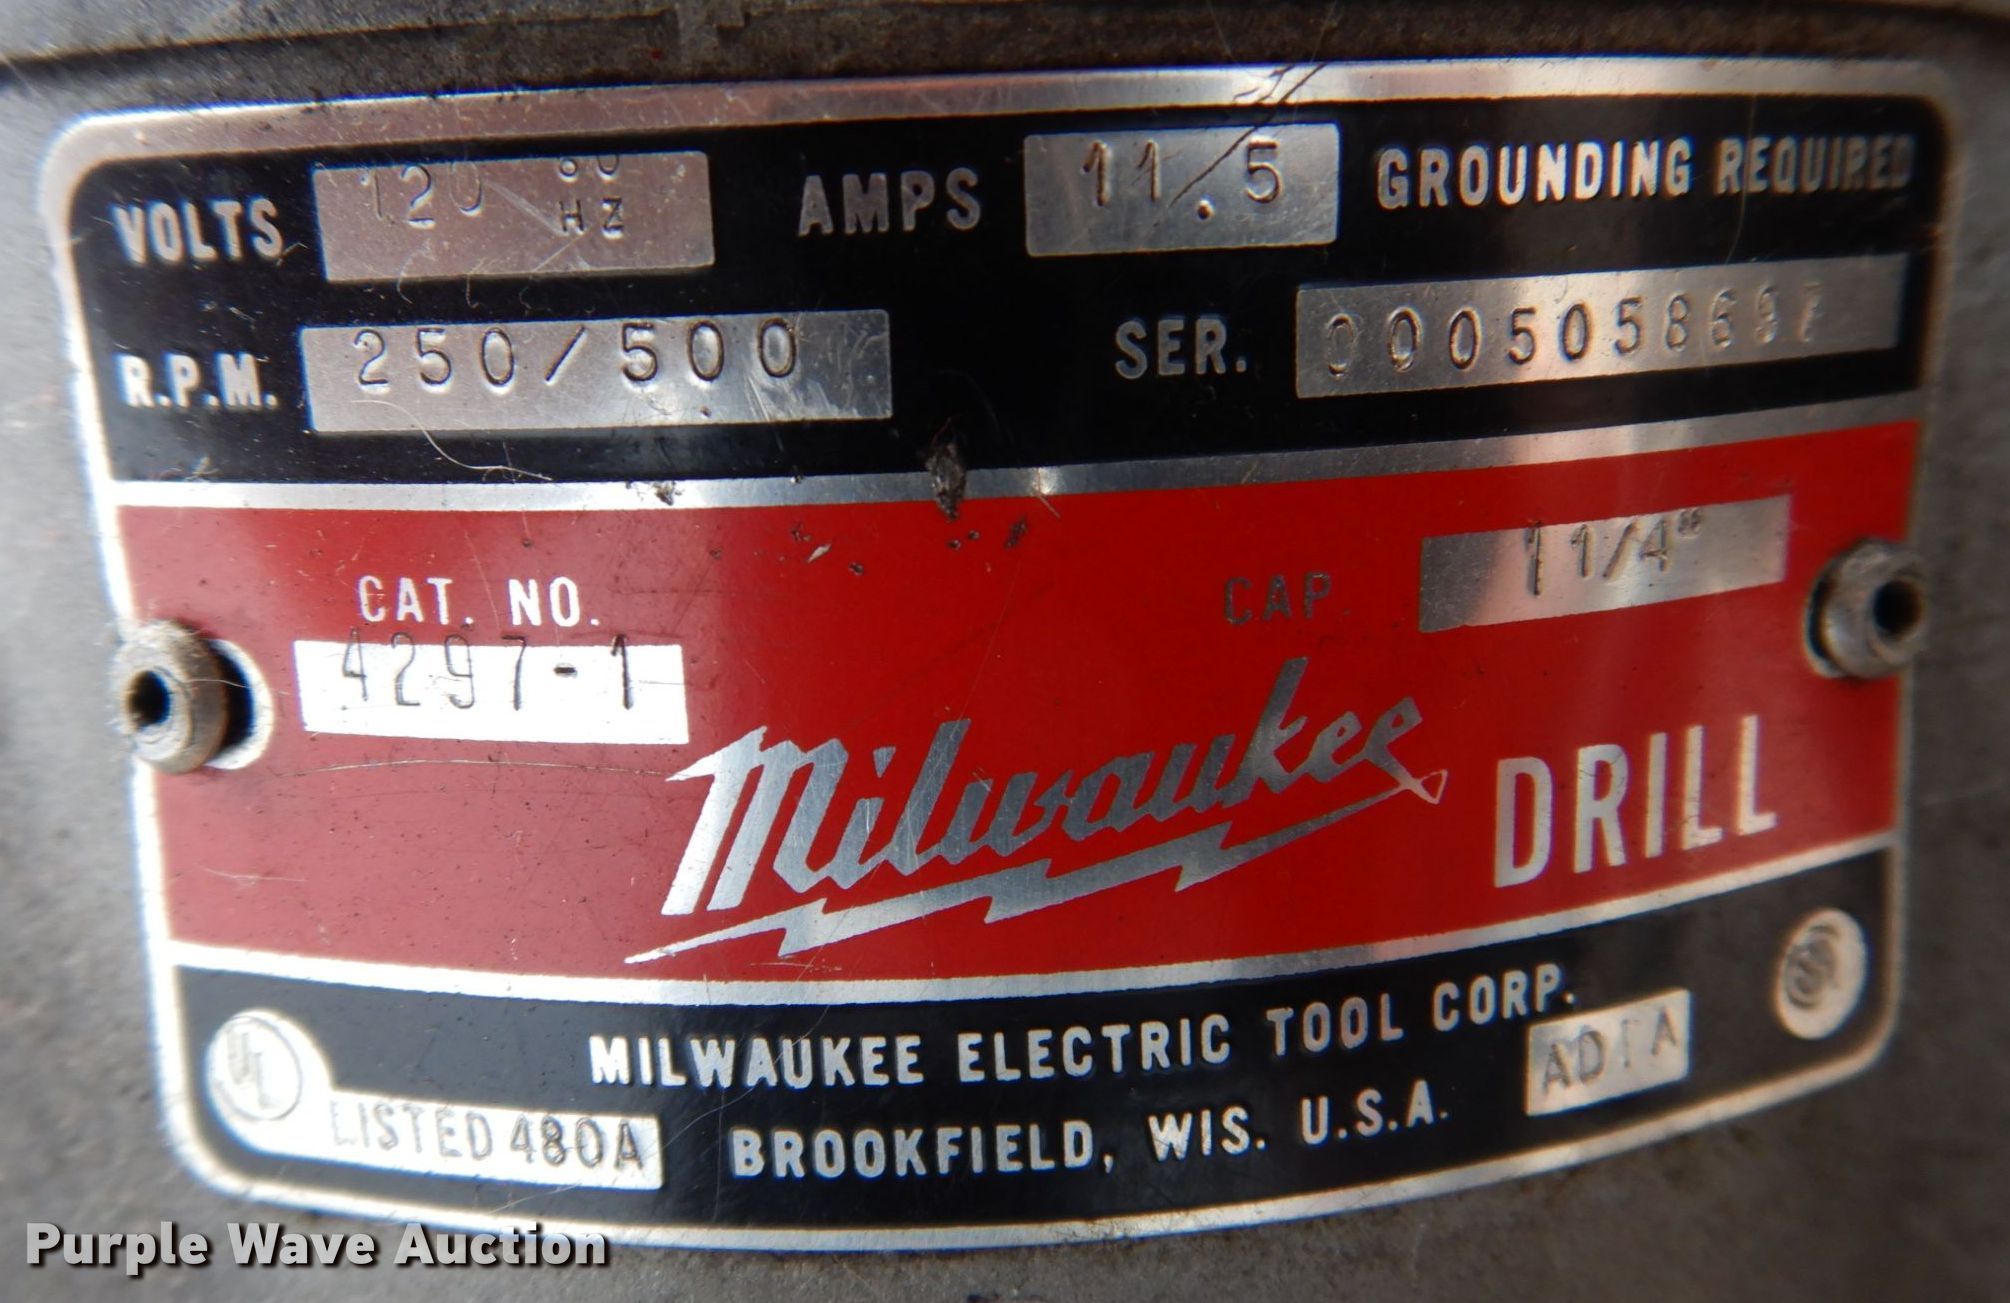 VOLTS 120 60 HZ AMPS 11.5 GROUNDING REQUIRED
R.P.M. 250/500 SER.
CAT. NO. CAP. 1 1/4"
4297-1
Milwaukee DRILL
UL
MILWAUKEE ELECTRIC TOOL CORP.
LISTED 480A BROOKFIELD, WIS. U.S.A.
Purple Wave Auction